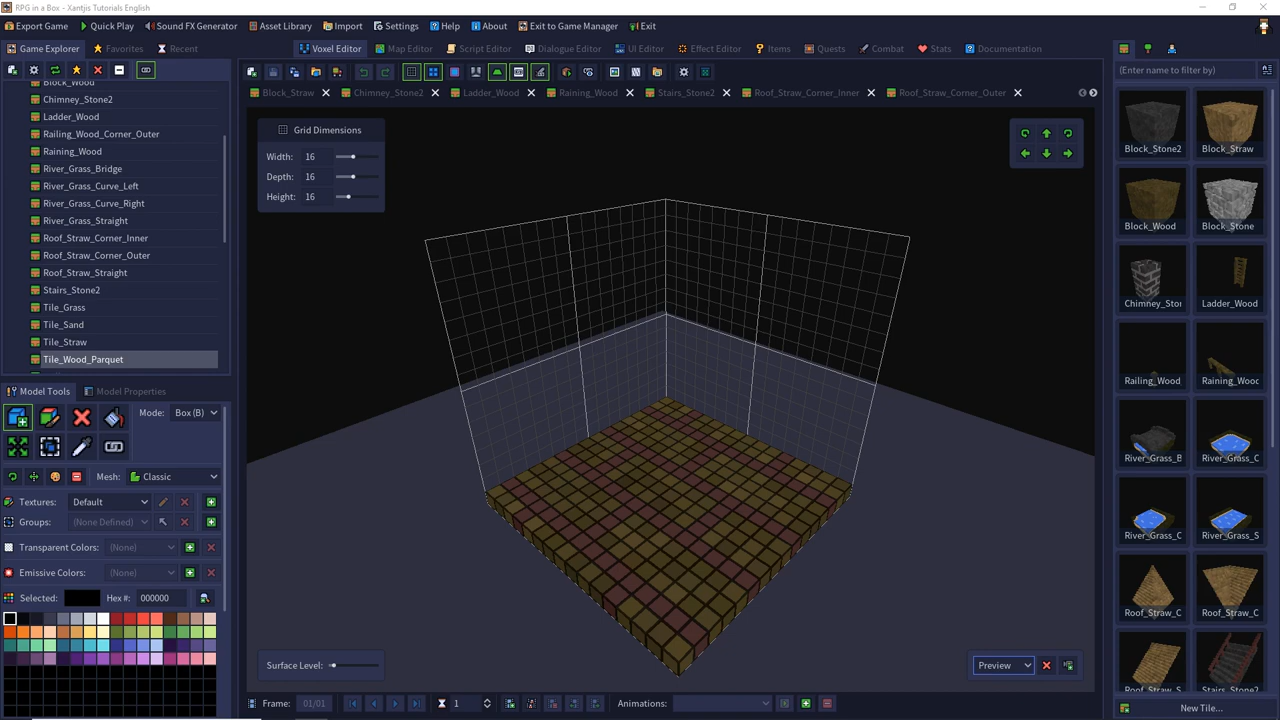 RPG in a Box - Xantjis Tutorials English
Export Game Quick Play Sound FX Generator Asset Library Import Settings Help About Exit to Game Manager Exit
Game Explorer Favorites Recent Voxel Editor Map Editor Script Editor Dialogue Editor UI Editor Effect Editor Items Quests Combat Stats Documentation
(Enter name to filter by)
Block_Straw Chimney_Stone2 Ladder_Wood Raining_Wood Stairs_Stone2 Roof_Straw_Corner_Inner Roof_Straw_Corner_Outer
Block_Wood
Chimney_Stone2
Ladder_Wood
Railing_Wood_Corner_Outer
Raining_Wood
River_Grass_Bridge
River_Grass_Curve_Left
River_Grass_Curve_Right
River_Grass_Straight
Roof_Straw_Corner_Inner
Roof_Straw_Corner_Outer
Roof_Straw_Straight
Stairs_Stone2
Tile_Grass
Tile_Sand
Tile_Straw
Tile_Wood_Parquet
Grid Dimensions
Width: 16
Depth: 16
Height: 16
Model Tools Model Properties
Mode: Box (B)
Mesh: Classic
Textures: Default
Groups: (None Defined)
Transparent Colors: (None)
Emissive Colors: (None)
Selected: Hex #: 000000
Surface Level:
Preview
Frame: 01/01 1 Animations:
Block_Stone2 Block_Straw
Block_Wood Block_Stone
Chimney_Stor Ladder_Wood
Railing_Wood Raining_Wooc
River_Grass_B River_Grass_C
River_Grass_C River_Grass_S
Roof_Straw_C Roof_Straw_C
Roof_Straw_S Stairs_Stone2
New Tile...